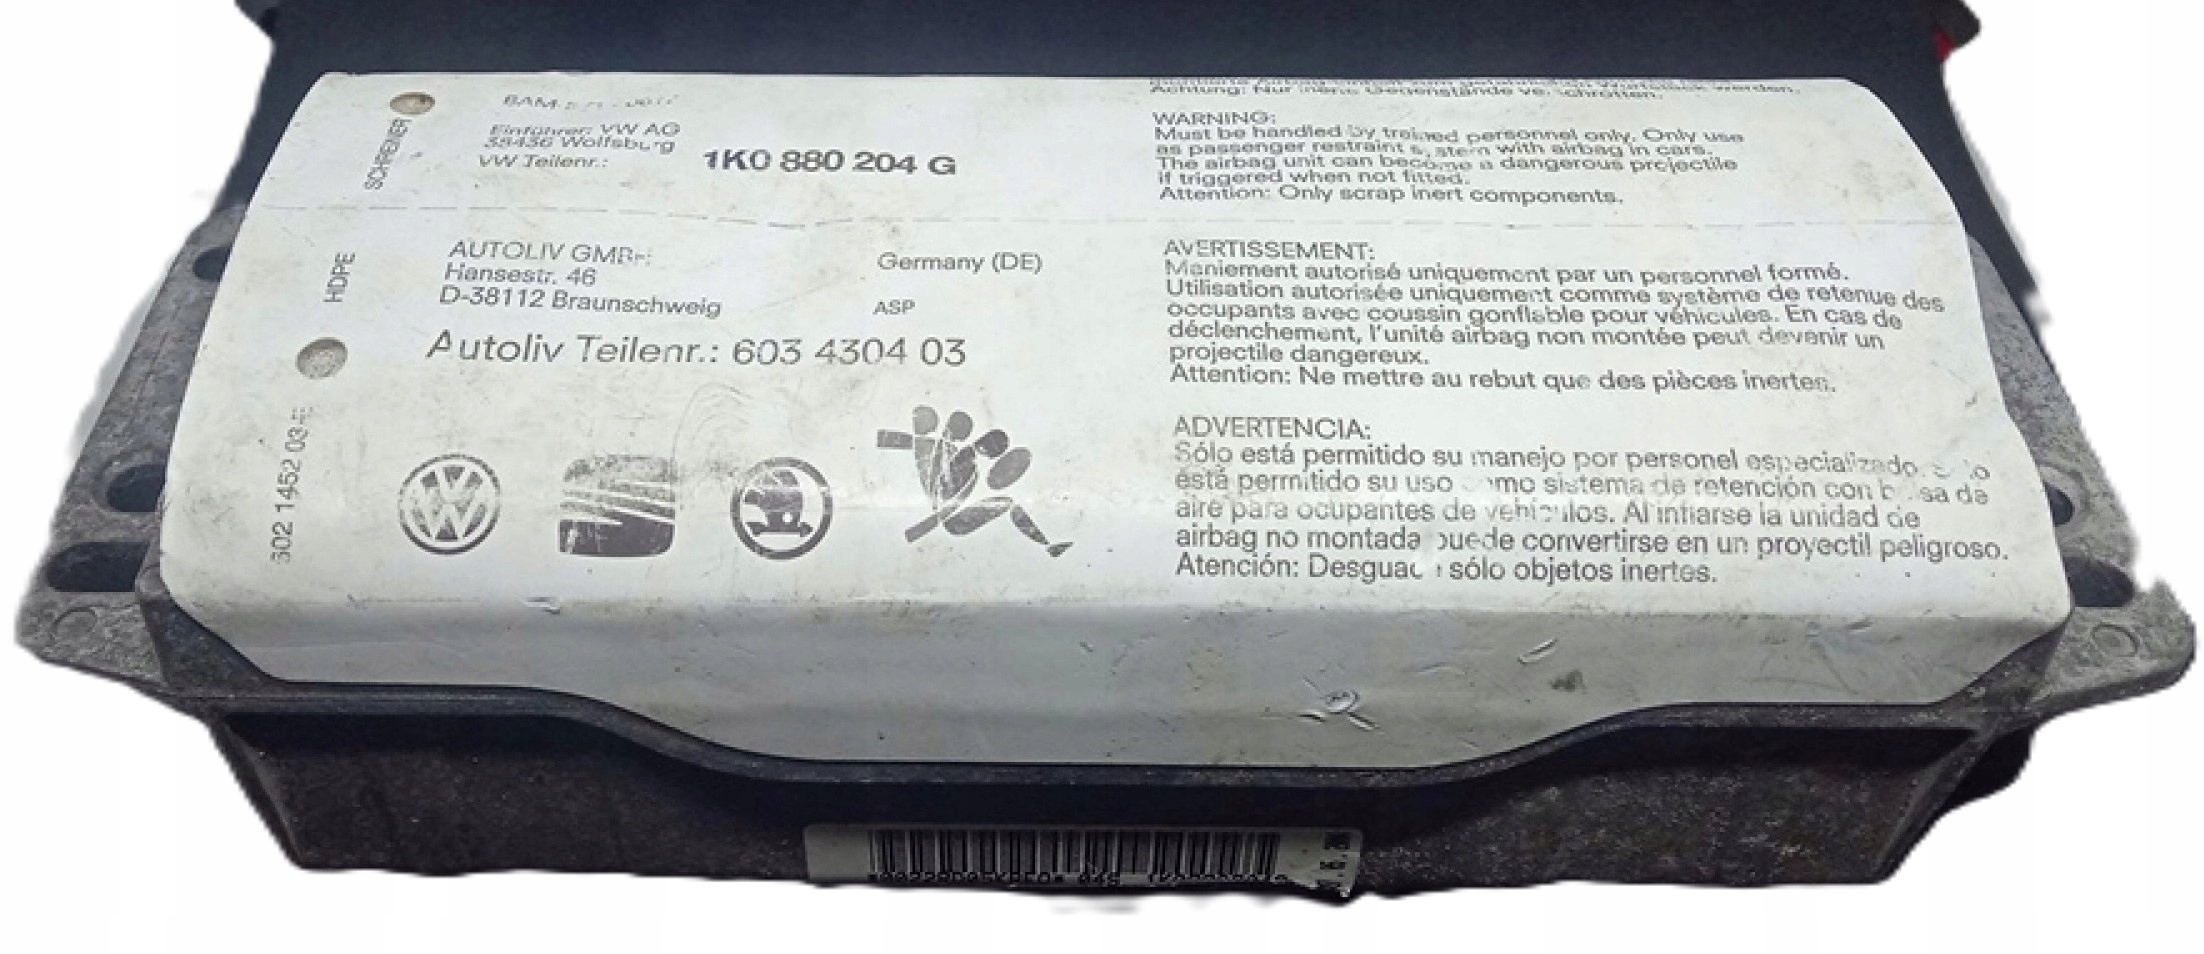 SCHREINER
HDPE
602 1452 03
Einführer: VW AG
38436 Wolfsburg
VW Teilenr.:
1K0 880 204 G
AUTOLIV GMBH
Hansestr. 46
D-38112 Braunschweig
Germany (DE)
ASP
Autoliv Teilenr.: 603 4304 03
WARNING:
Must be handled by trained personnel only. Only use
as passenger restraint system with airbag in cars.
The airbag unit can become a dangerous projectile
if triggered when not fitted.
Attention: Only scrap inert components.
AVERTISSEMENT:
Maniement autorisé uniquement par un personnel formé.
Utilisation autorisée uniquement comme système de retenue des
occupants avec coussin gonflable pour véhicules. En cas de
déclenchement, l'unité airbag non montée peut devenir un
projectile dangereux.
Attention: Ne mettre au rebut que des pièces inertes.
ADVERTENCIA:
Sólo está permitido su manejo por personel especializado.
está permitido su uso como sistema de retención con bolsa de
aire para ocupantes de vehículos. Al inflarse la unidad de
airbag no montada puede convertirse en un proyectil peligroso.
Atención: Desguace sólo objetos inertes.